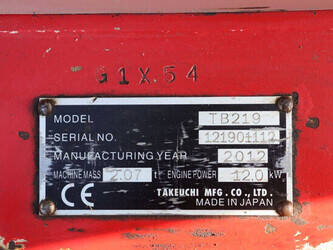 G1X.54
MODEL TB219
SERIAL NO. 121901112
MANUFACTURING YEAR 2012
MACHINE MASS 2.07 t ENGINE POWER 12.0 kW
CE TAKEUCHI MFG. CO., LTD.
MADE IN JAPAN